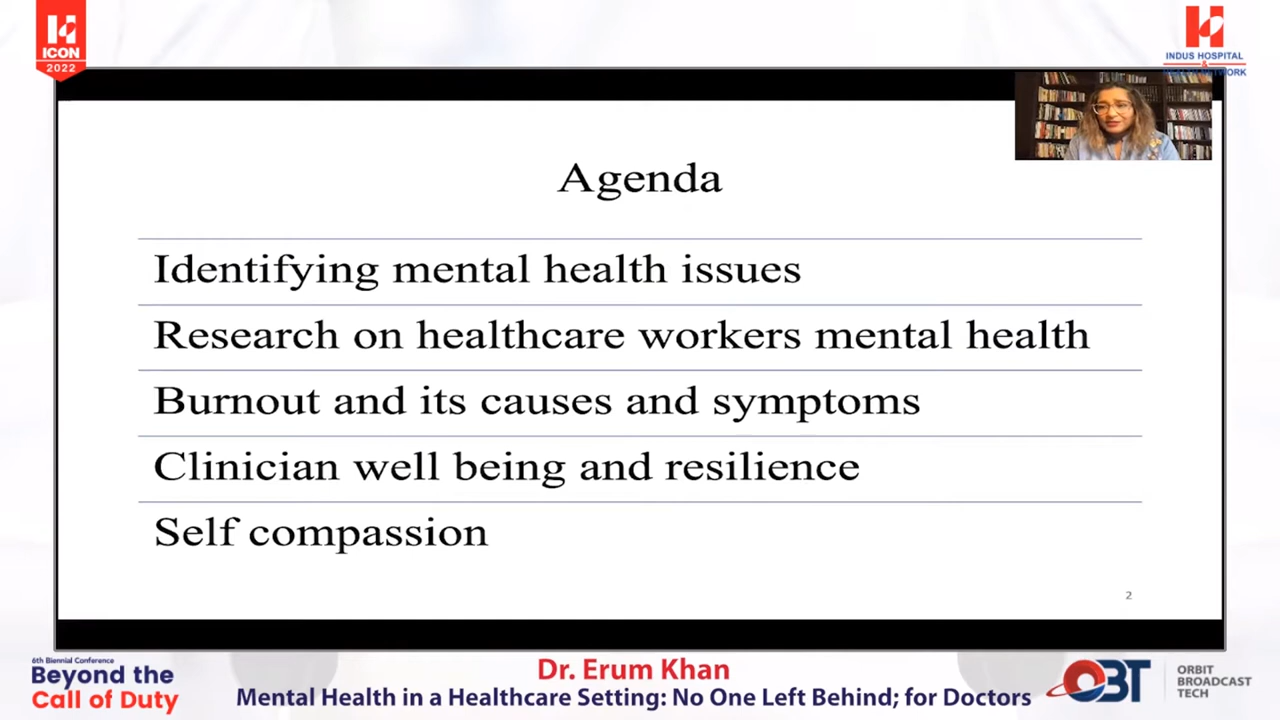 ICON
2022
INDUS HOSPITAL
&
Agenda
Identifying mental health issues
Research on healthcare workers mental health
Burnout and its causes and symptoms
Clinician well being and resilience
Self compassion
2
6th Biennial Conference
Beyond the
Call of Duty
Dr. Erum Khan
Mental Health in a Healthcare Setting: No One Left Behind; for Doctors
OBT
ORBIT
BROADCAST
TECH